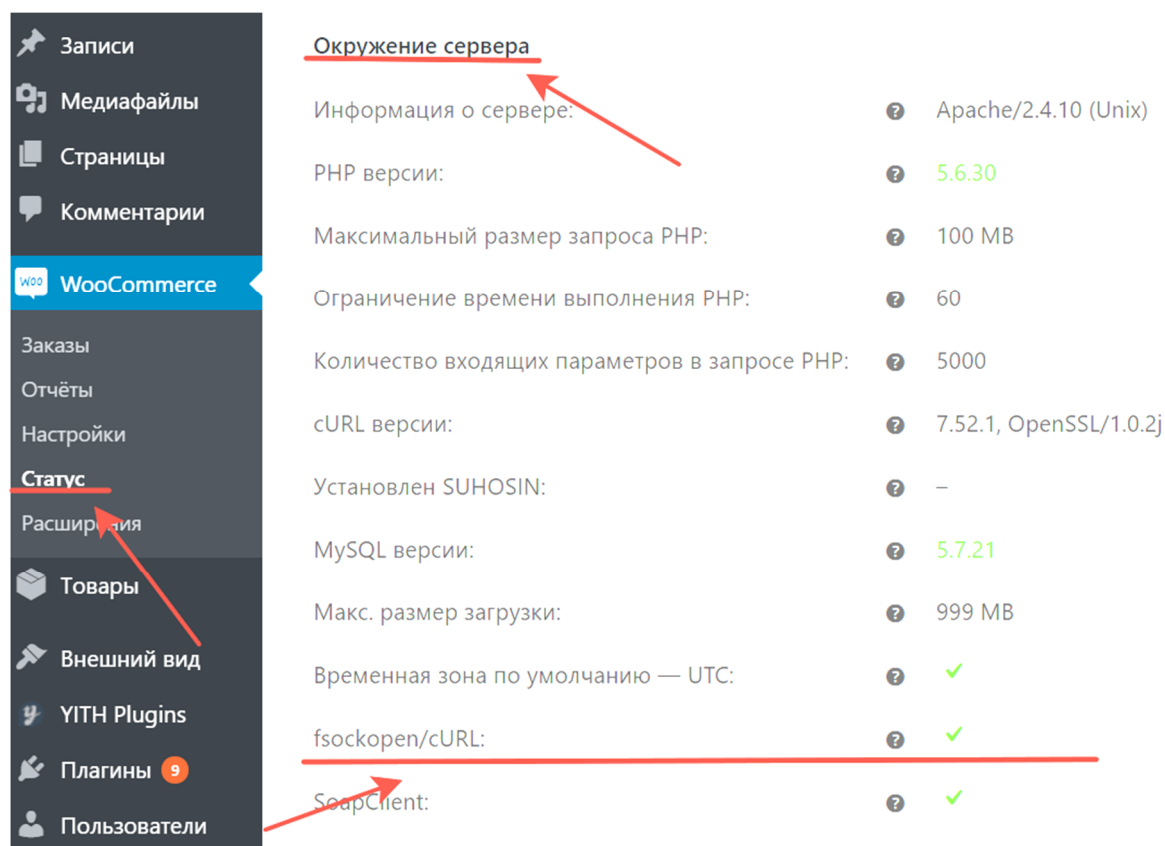 Записи
Медиафайлы
Страницы
Комментарии
woo WooCommerce
Заказы
Отчёты
Настройки
Статус
Расширения
Товары
Внешний вид
YITH Plugins
Плагины 9
Пользователи
Окружение сервера
Информация о сервере: ? Apache/2.4.10 (Unix)
PHP версии: ? 5.6.30
Максимальный размер запроса PHP: ? 100 MB
Ограничение времени выполнения PHP: ? 60
Количество входящих параметров в запросе PHP: ? 5000
cURL версии: ? 7.52.1, OpenSSL/1.0.2j
Установлен SUHOSIN: ? –
MySQL версии: ? 5.7.21
Макс. размер загрузки: ? 999 MB
Временная зона по умолчанию — UTC: ? ✓
fsockopen/cURL: ? ✓
SoapClient: ? ✓